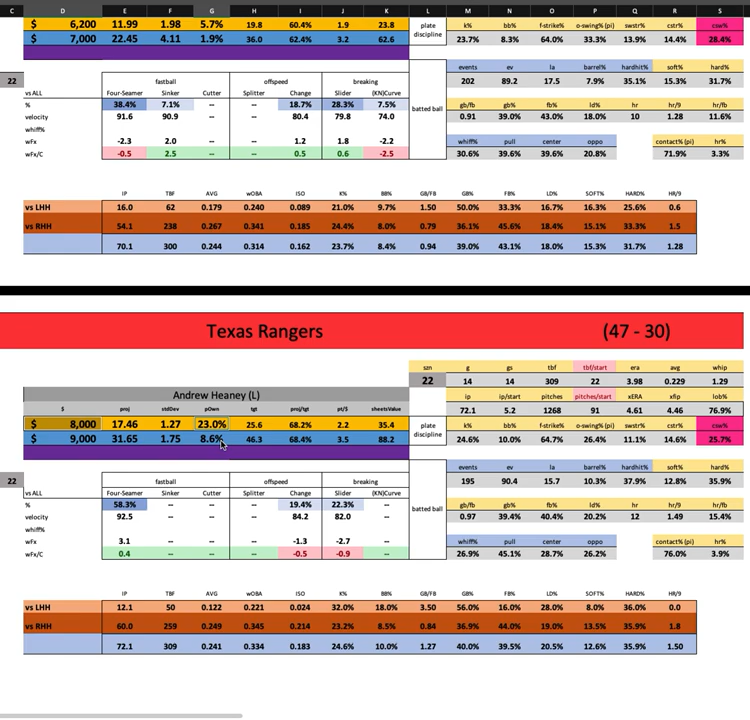 C D E F G H I J K L M N O P Q R S
$ 6,200 11.99 1.98 5.7% 19.8 60.4% 1.9 23.8 plate discipline k% bb% f-strike% o-swing% (pi) swstr% cstr% csw%
$ 7,000 22.45 4.11 1.9% 36.0 62.4% 3.2 62.6 23.7% 8.3% 64.0% 33.3% 13.9% 14.4% 28.4%
events ev la barrel% hardhit% soft% hard%
22 fastball offspeed breaking 202 89.2 17.5 7.9% 35.1% 15.3% 31.7%
vs ALL Four-Seamer Sinker Cutter Splitter Change Slider (KN)Curve
% 38.4% 7.1% -- -- 18.7% 28.3% 7.5% gb/fb gb% fb% ld% hr hr/9 hr/fb
velocity 91.6 90.9 -- -- 80.4 79.8 74.0 batted ball 0.91 39.0% 43.0% 18.0% 10 1.28 11.6%
whiff%
wFx -2.3 2.0 -- -- 0.5 1.8 -2.2 whiff% pull center oppo contact% (pi) hr%
wFx/C -0.5 2.5 -- -- 0.5 0.6 -2.5 30.6% 39.6% 39.6% 20.8% 71.9% 3.3%
IP TBF AVG wOBA ISO K% BB% GB/FB GB% FB% LD% SOFT% HARD% HR/9
vs LHH 16.0 62 0.179 0.240 0.089 21.0% 9.7% 1.50 50.0% 33.3% 16.7% 16.3% 25.6% 0.6
vs RHH 54.1 238 0.267 0.341 0.185 24.4% 8.0% 0.79 36.1% 45.6% 18.4% 15.1% 33.3% 1.5
70.1 300 0.244 0.314 0.162 23.7% 8.4% 0.94 39.0% 43.1% 18.0% 15.3% 31.7% 1.28
Texas Rangers (47 - 30)
szn g gs tbf tbf/start era avg whip
22 14 14 309 22 3.98 0.229 1.29
Andrew Heaney (L) ip ip/start pitches pitches/start xERA xfip lob%
$ proj stdDev pOwn tgt proj/tgt pt/$ sheetsValue 72.1 5.2 1268 91 4.61 4.46 76.9%
$ 8,000 17.46 1.27 23.0% 25.6 68.2% 2.2 35.4 plate discipline k% bb% f-strike% o-swing% (pi) swstr% cstr% csw%
$ 9,000 31.65 1.75 8.6% 46.3 68.4% 3.5 88.2 24.6% 10.0% 64.7% 26.4% 11.1% 14.6% 25.7%
events ev la barrel% hardhit% soft% hard%
22 fastball offspeed breaking 195 90.4 15.7 10.3% 37.9% 12.8% 35.9%
vs ALL Four-Seamer Sinker Cutter Splitter Change Slider (KN)Curve
% 58.3% -- -- -- 19.4% 22.3% -- gb/fb gb% fb% ld% hr hr/9 hr/fb
velocity 92.5 -- -- -- 84.2 82.0 -- batted ball 0.97 39.4% 40.4% 20.2% 12 1.49 15.4%
whiff%
wFx 3.1 -- -- -- -1.3 -2.7 -- whiff% pull center oppo contact% (pi) hr%
wFx/C 0.4 -- -- -- -0.5 -0.9 -- 26.9% 45.1% 28.7% 26.2% 76.0% 3.9%
IP TBF AVG wOBA ISO K% BB% GB/FB GB% FB% LD% SOFT% HARD% HR/9
vs LHH 12.1 50 0.122 0.221 0.024 32.0% 18.0% 3.50 56.0% 16.0% 28.0% 8.0% 36.0% 0.0
vs RHH 60.0 259 0.249 0.345 0.214 23.2% 8.5% 0.84 36.9% 44.0% 19.0% 13.5% 35.9% 1.8
72.1 309 0.241 0.334 0.183 24.6% 10.0% 1.27 40.0% 39.5% 20.5% 12.6% 35.9% 1.50